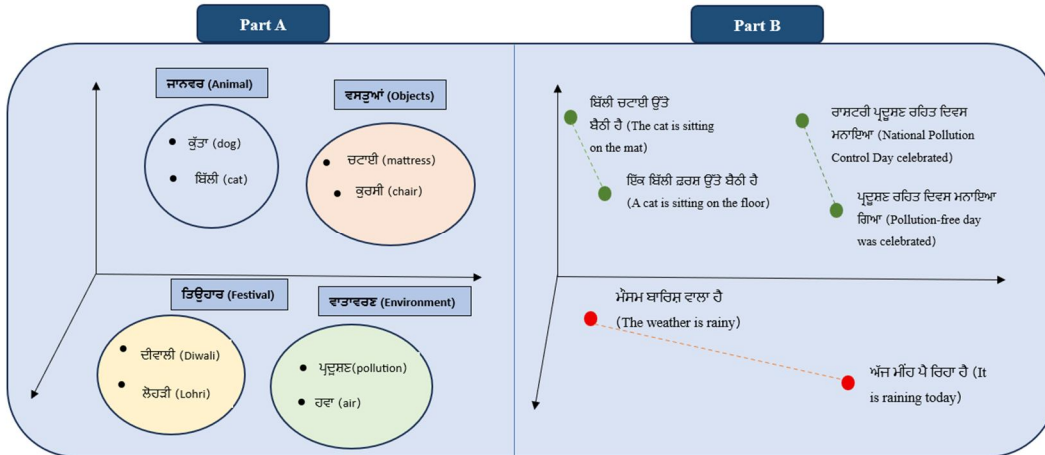 Part A
ਜਾਨਵਰ (Animal)
ਕੁੱਤਾ (dog)
ਬਿੱਲੀ (cat)
ਵਸਤੂਆਂ (Objects)
ਚਟਾਈ (mattress)
ਕੁਰਸੀ (chair)
ਤਿਉਹਾਰ (Festival)
ਦੀਵਾਲੀ (Diwali)
ਲੋਹੜੀ (Lohri)
ਵਾਤਾਵਰਣ (Environment)
ਪ੍ਰਦੂਸ਼ਣ(pollution)
ਹਵਾ (air)
Part B
ਬਿੱਲੀ ਚਟਾਈ ਉੱਤੇ
ਬੈਠੀ ਹੈ (The cat is sitting
on the mat)
ਇੱਕ ਬਿੱਲੀ ਫ਼ਰਸ਼ ਉੱਤੇ ਬੈਠੀ ਹੈ
(A cat is sitting on the floor)
ਰਾਸ਼ਟਰੀ ਪ੍ਰਦੂਸ਼ਣ ਰਹਿਤ ਦਿਵਸ
ਮਨਾਇਆ (National Pollution
Control Day celebrated)
ਪ੍ਰਦੂਸ਼ਣ ਰਹਿਤ ਦਿਵਸ ਮਨਾਇਆ
ਗਿਆ (Pollution-free day
was celebrated)
ਮੌਸਮ ਬਾਰਿਸ਼ ਵਾਲਾ ਹੈ
(The weather is rainy)
ਅੱਜ ਮੀਂਹ ਪੈ ਰਿਹਾ ਹੈ (It
is raining today)